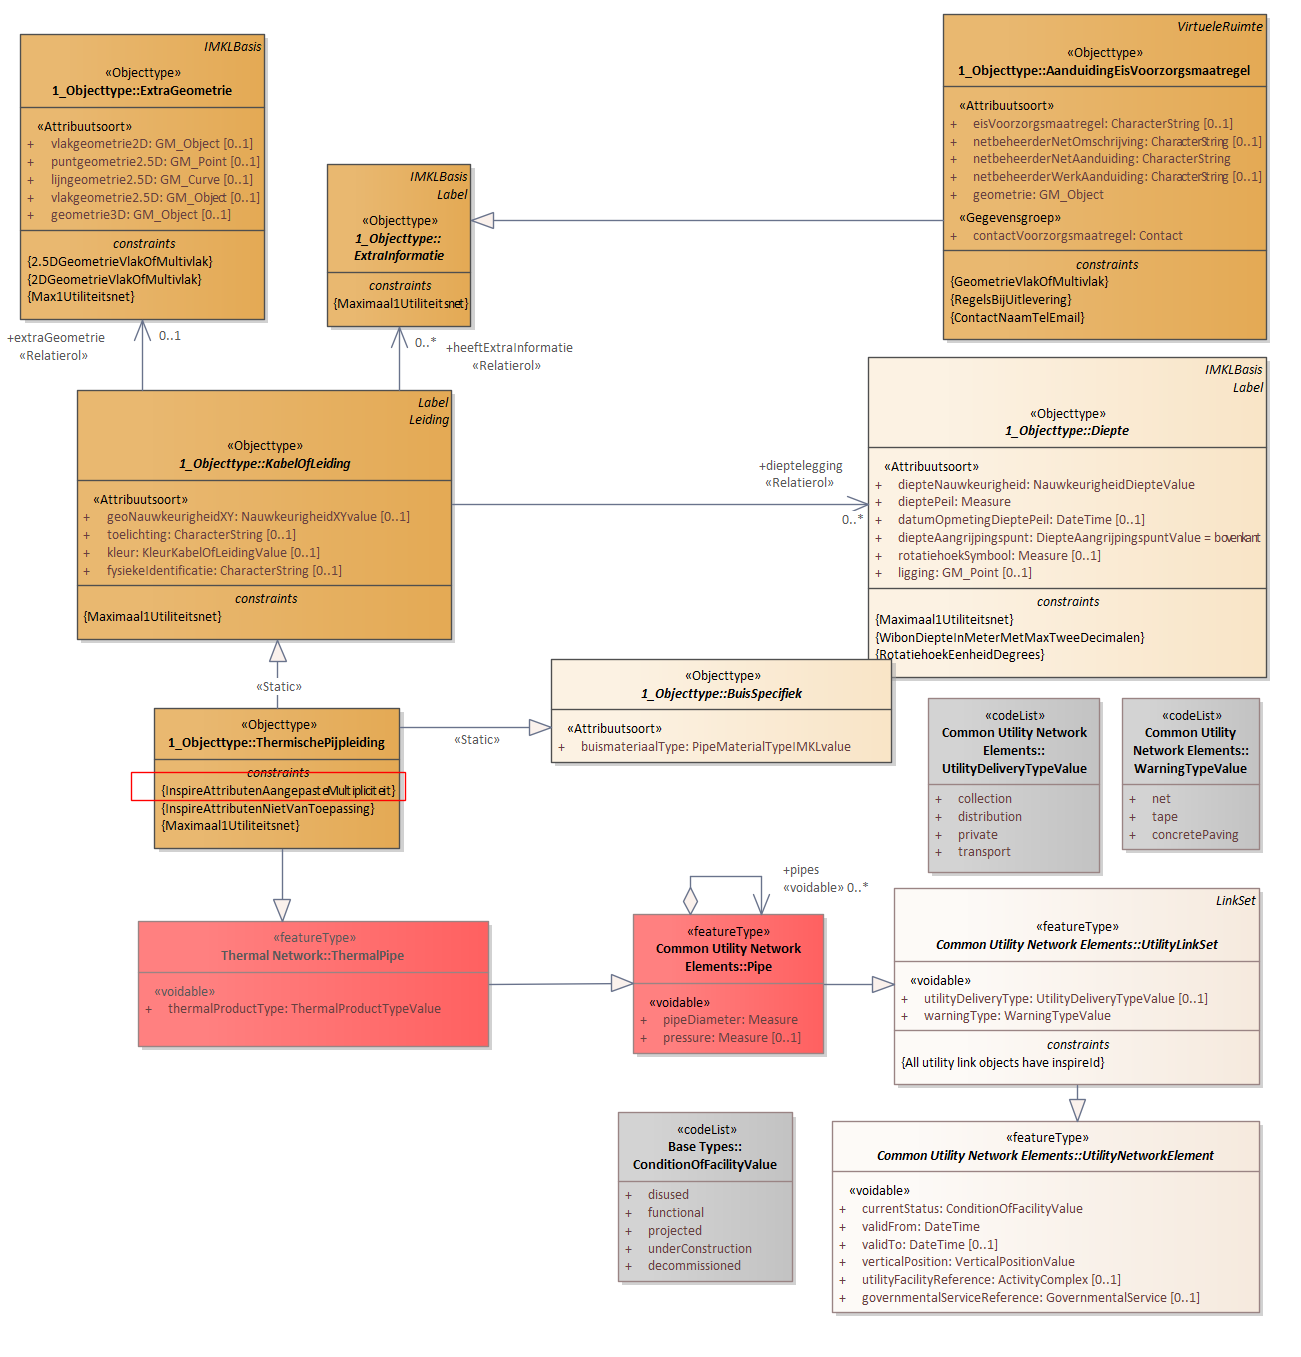 IMKLBasis
«Objecttype»
1_Objecttype::ExtraGeometrie
«Attribuutsoort»
+ vlakgeometrie2D: GM_Object [0..1]
+ puntgeometrie2.5D: GM_Point [0..1]
+ lijngeometrie2.5D: GM_Curve [0..1]
+ vlakgeometrie2.5D: GM_Object [0..1]
+ geometrie3D: GM_Object [0..1]
constraints
{2.5DGeometrieVlakOfMultivlak}
{2DGeometrieVlakOfMultivlak}
{Max1Utiliteitsnet}
+extraGeometrie
«Relatierol»
0..1
IMKLBasis
Label
«Objecttype»
1_Objecttype::
ExtraInformatie
constraints
{Maximaal1Utiliteitsnet}
0..*
+heeftExtraInformatie
«Relatierol»
VirtueleRuimte
«Objecttype»
1_Objecttype::AanduidingEisVoorzorgsmaatregel
«Attribuutsoort»
+ eisVoorzorgsmaatregel: CharacterString [0..1]
+ netbeheerderNetOmschrijving: CharacterString [0..1]
+ netbeheerderNetAanduiding: CharacterString
+ netbeheerderWerkAanduiding: CharacterString [0..1]
+ geometrie: GM_Object
«Gegevensgroep»
+ contactVoorzorgsmaatregel: Contact
constraints
{GeometrieVlakOfMultivlak}
{RegelsBijUitlevering}
{ContactNaamTelEmail}
Label
Leiding
«Objecttype»
1_Objecttype::KabelOfLeiding
«Attribuutsoort»
+ geoNauwkeurigheidXY: NauwkeurigheidXYvalue [0..1]
+ toelichting: CharacterString [0..1]
+ kleur: KleurKabelOfLeidingValue [0..1]
+ fysiekeIdentificatie: CharacterString [0..1]
constraints
{Maximaal1Utiliteitsnet}
+dieptelegging
«Relatierol»
0..*
IMKLBasis
Label
«Objecttype»
1_Objecttype::Diepte
«Attribuutsoort»
+ diepteNauwkeurigheid: NauwkeurigheidDiepteValue
+ dieptePeil: Measure
+ datumOpmetingDieptePeil: DateTime [0..1]
+ diepteAangrijpingspunt: DiepteAangrijpingspuntValue = bovenkant
+ rotatiehoekSymbool: Measure [0..1]
+ ligging: GM_Point [0..1]
constraints
{Maximaal1Utiliteitsnet}
{WibonDiepteInMeterMetMaxTweeDecimalen}
{RotatiehoekEenheidDegrees}
«Static»
«Objecttype»
1_Objecttype::ThermischePijpleiding
constraints
{InspireAttributenAangepasteMultipliciteit}
{InspireAttributenNietVanToepassing}
{Maximaal1Utiliteitsnet}
«Static»
«Objecttype»
1_Objecttype::BuisSpecifiek
«Attribuutsoort»
+ buismateriaalType: PipeMaterialTypeIMKLvalue
«codeList»
Common Utility Network
Elements::
UtilityDeliveryTypeValue
+ collection
+ distribution
+ private
+ transport
«codeList»
Common Utility
Network Elements::
WarningTypeValue
+ net
+ tape
+ concretePaving
«featureType»
Thermal Network::ThermalPipe
«voidable»
+ thermalProductType: ThermalProductTypeValue
+pipes
«voidable» 0..*
«featureType»
Common Utility Network
Elements::Pipe
«voidable»
+ pipeDiameter: Measure
+ pressure: Measure [0..1]
LinkSet
«featureType»
Common Utility Network Elements::UtilityLinkSet
«voidable»
+ utilityDeliveryType: UtilityDeliveryTypeValue [0..1]
+ warningType: WarningTypeValue
constraints
{All utility link objects have inspireId}
«codeList»
Base Types::
ConditionOfFacilityValue
+ disused
+ functional
+ projected
+ underConstruction
+ decommissioned
«featureType»
Common Utility Network Elements::UtilityNetworkElement
«voidable»
+ currentStatus: ConditionOfFacilityValue
+ validFrom: DateTime
+ validTo: DateTime [0..1]
+ verticalPosition: VerticalPositionValue
+ utilityFacilityReference: ActivityComplex [0..1]
+ governmentalServiceReference: GovernmentalService [0..1]